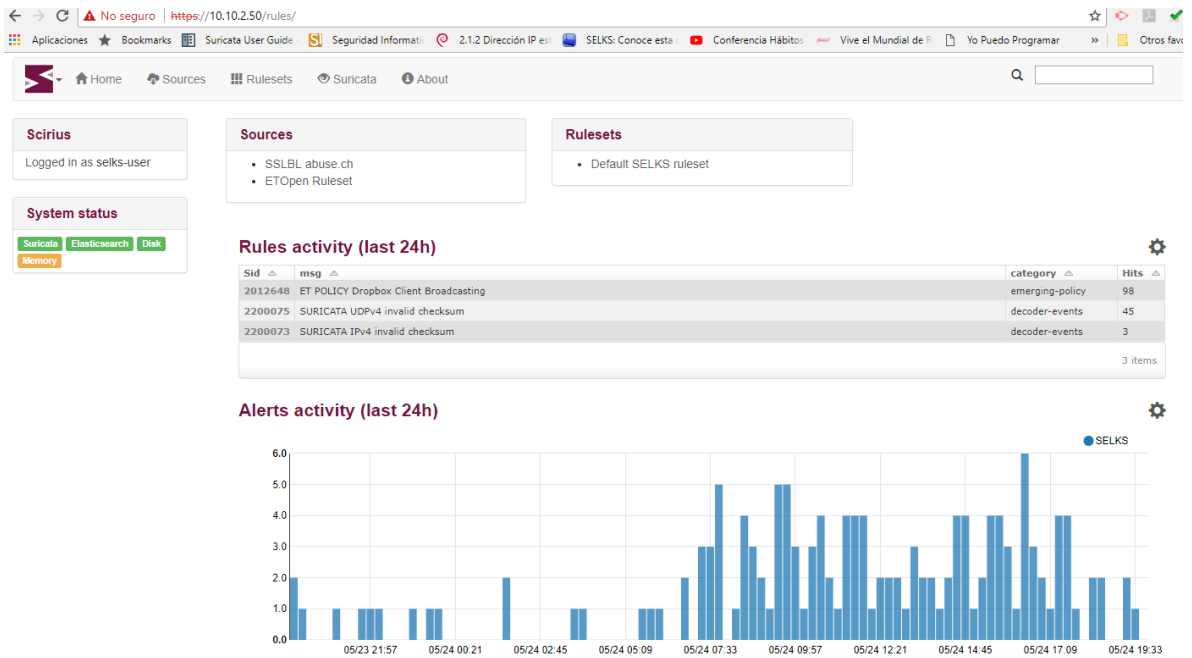 No seguro | https://10.10.2.50/rules/
Aplicaciones Bookmarks Suricata User Guide - Seguridad Informatic 2.1.2 Dirección IP est SELKS: Conoce esta Conferencia Hábitos Vive el Mundial de R Yo Puedo Programar » Otros favo
Home Sources Rulesets Suricata About
Scirius
Logged in as selks-user
Sources
SSLBL abuse.ch
ETOpen Ruleset
Rulesets
Default SELKS ruleset
System status
Suricata Elasticsearch Disk
Memory
Rules activity (last 24h)
Sid msg category Hits
2012648 ET POLICY Dropbox Client Broadcasting emerging-policy 98
2200075 SURICATA UDPv4 invalid checksum decoder-events 45
2200073 SURICATA IPv4 invalid checksum decoder-events 3
3 items
Alerts activity (last 24h)
SELKS
6.0
5.0
4.0
3.0
2.0
1.0
0.0
05/23 21:57 05/24 00:21 05/24 02:45 05/24 05:09 05/24 07:33 05/24 09:57 05/24 12:21 05/24 14:45 05/24 17:09 05/24 19:33